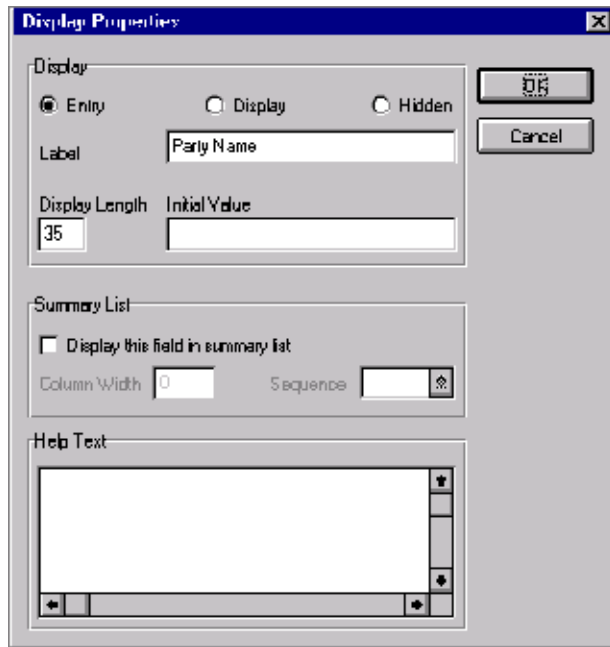 Display Properties
Display
Entry
Display
Hidden
OK
Label
Party Name
Cancel
Display Length
Initial Value
35
Summary List
Display this field in summary list
Column Width
0
Sequence
Help Text